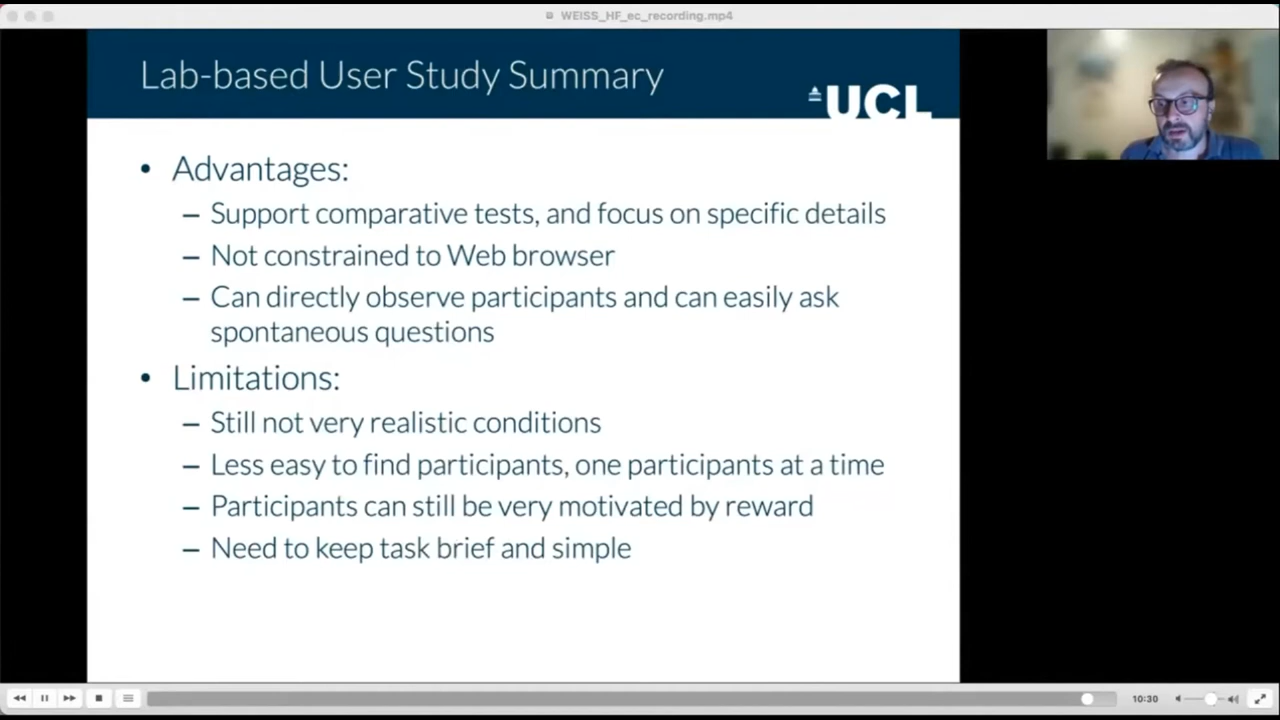 WEISS_HF_ec_recording.mp4
Lab-based User Study Summary
UCL
• Advantages:
– Support comparative tests, and focus on specific details
– Not constrained to Web browser
– Can directly observe participants and can easily ask
spontaneous questions
• Limitations:
– Still not very realistic conditions
– Less easy to find participants, one participants at a time
– Participants can still be very motivated by reward
– Need to keep task brief and simple
10:30